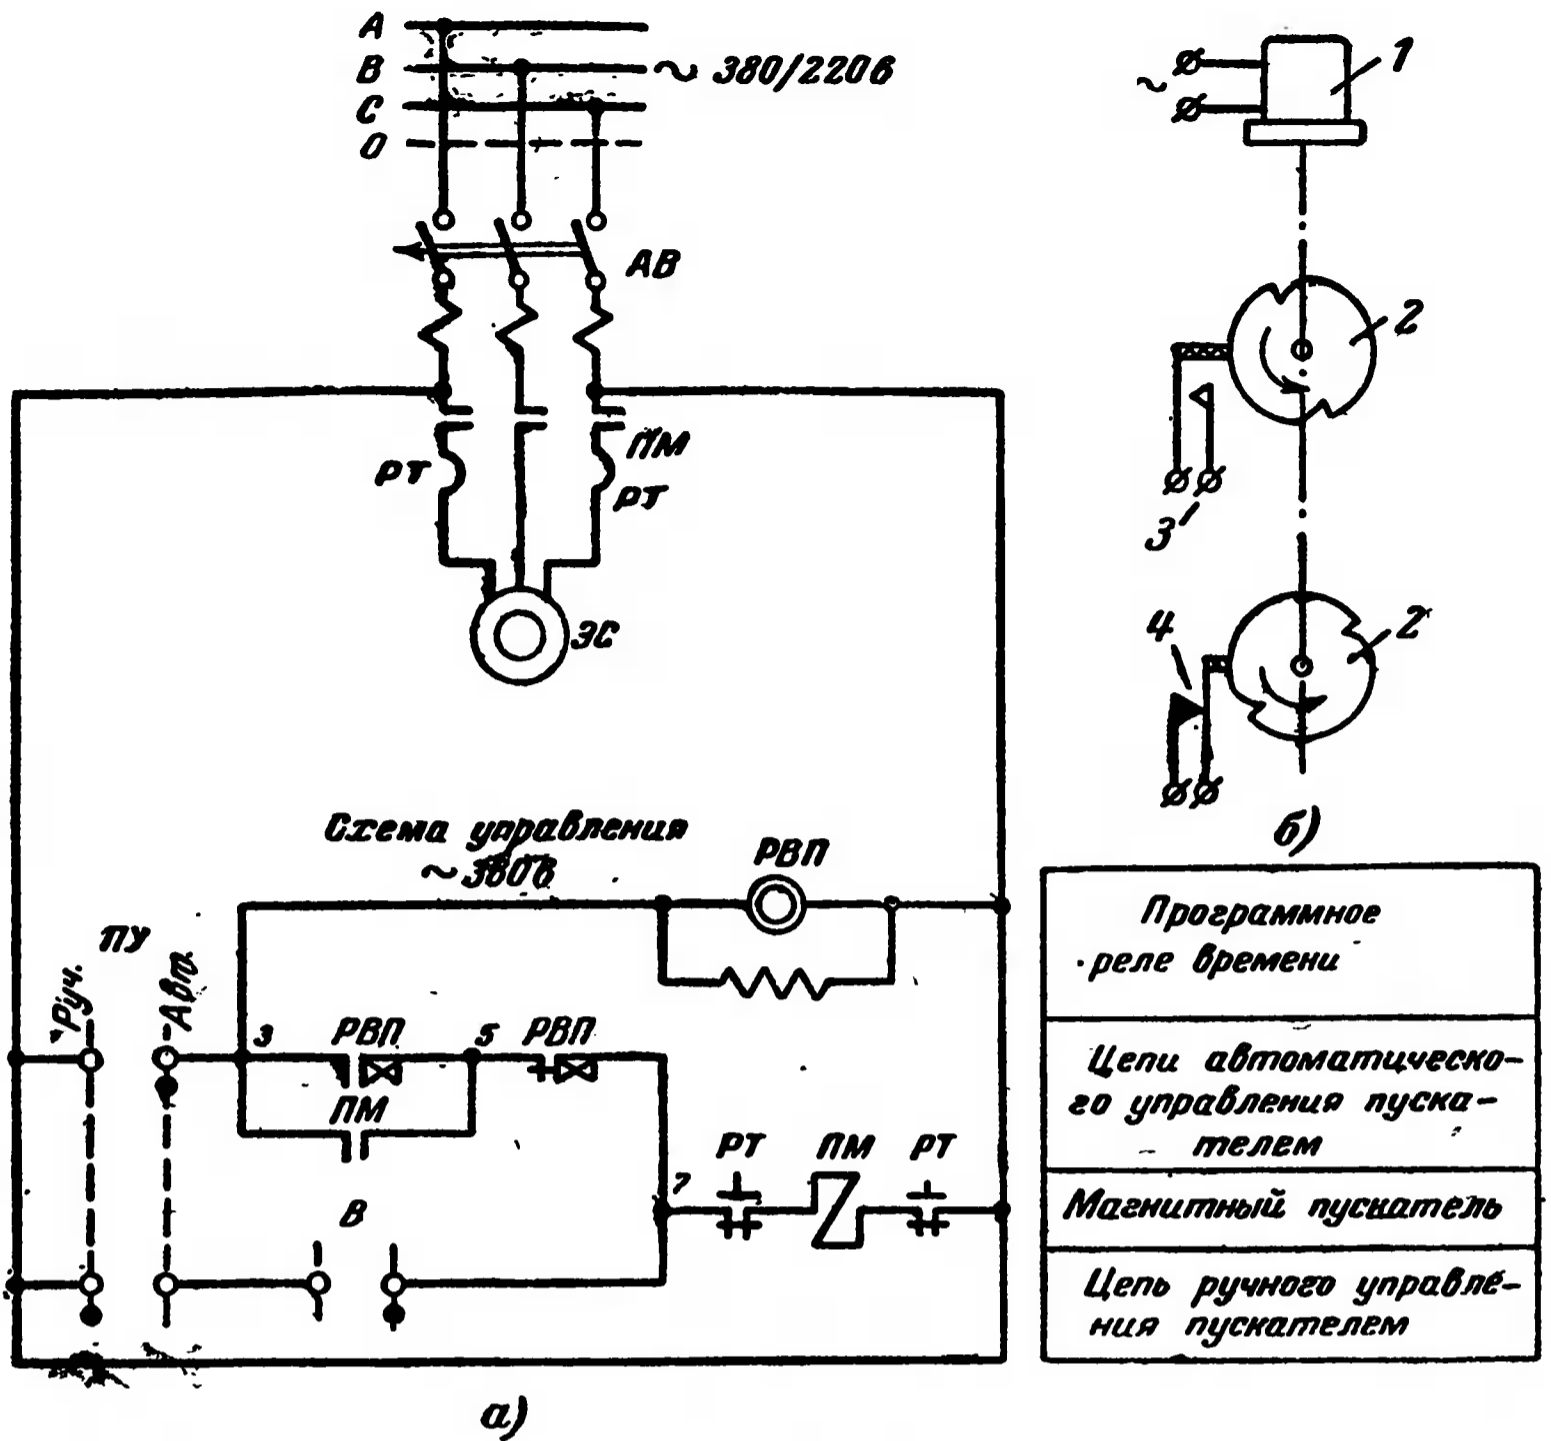 А
В
~ 380/220в
С
О
АВ
ПМ
РТ
РТ
ЭС
Схема управления
~ 380в
РВП
ПУ
Руч.
Авт.
3
РВП
5
РВП
ПМ
РТ
ПМ
РТ
7
В
а)
~
1
2
3
4
2
б)
Программное
реле времени
Цепи автоматическо-
го управления пуска-
телем
Магнитный пускатель
Цепь ручного управле-
ния пускателем